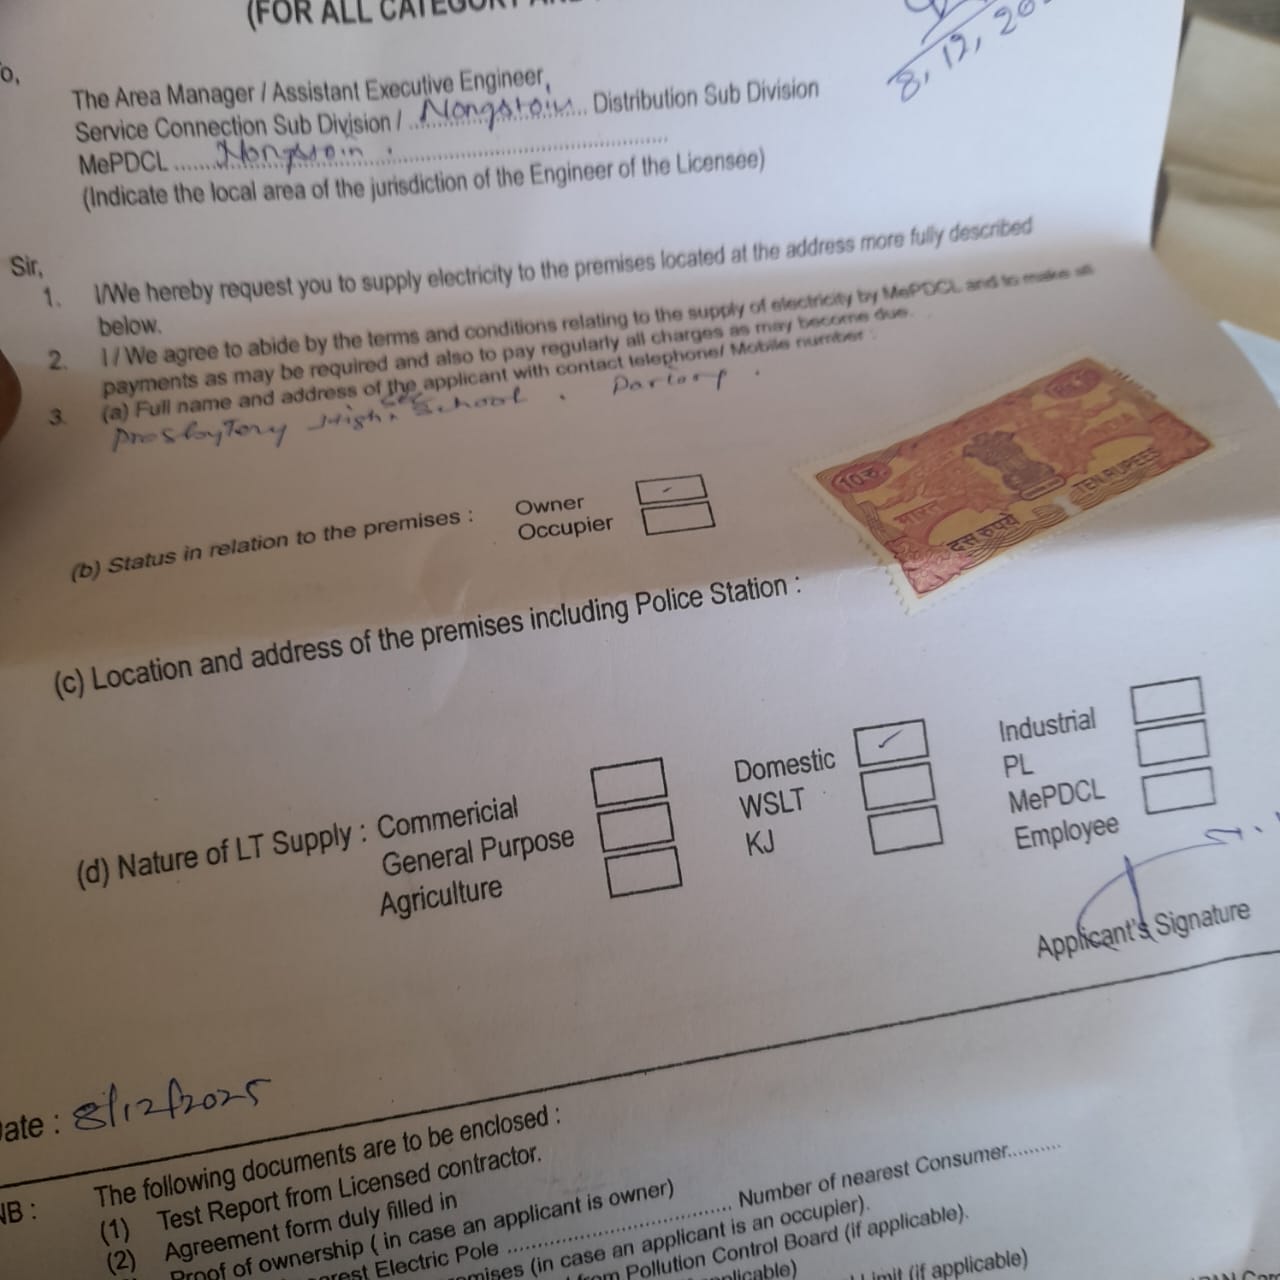 (FOR ALL CATEGORY
To,
8, 12, 20
The Area Manager / Assistant Executive Engineer,
Service Connection Sub Division / Nongstoin Distribution Sub Division
MePDCL Nongstoin
(Indicate the local area of the jurisdiction of the Engineer of the Licensee)
Sir,
1. I/We hereby request you to supply electricity to the premises located at the address more fully described
below.
2. I / We agree to abide by the terms and conditions relating to the supply of electricity by MePDCL and to make all
payments as may be required and also to pay regularly all charges as may become due.
3. (a) Full name and address of the applicant with contact telephone/ Mobile number :
Presbytery High Sec School .
10 रु.
भारत
दस रुपये
TEN RUPEES
(b) Status in relation to the premises : Owner
Occupier
(c) Location and address of the premises including Police Station :
(d) Nature of LT Supply : Commericial Domestic ✓ Industrial
General Purpose WSLT PL
Agriculture KJ MePDCL
Employee
Applicant's Signature
Date : 8/12/2025
NB : The following documents are to be enclosed :
(1) Test Report from Licensed contractor.
(2) Agreement form duly filled in
Proof of ownership ( in case an applicant is owner)
rest Electric Pole .......... Number of nearest Consumer..........
mises (in case an applicant is an occupier).
from Pollution Control Board (if applicable).
plicable)
Limit (if applicable)